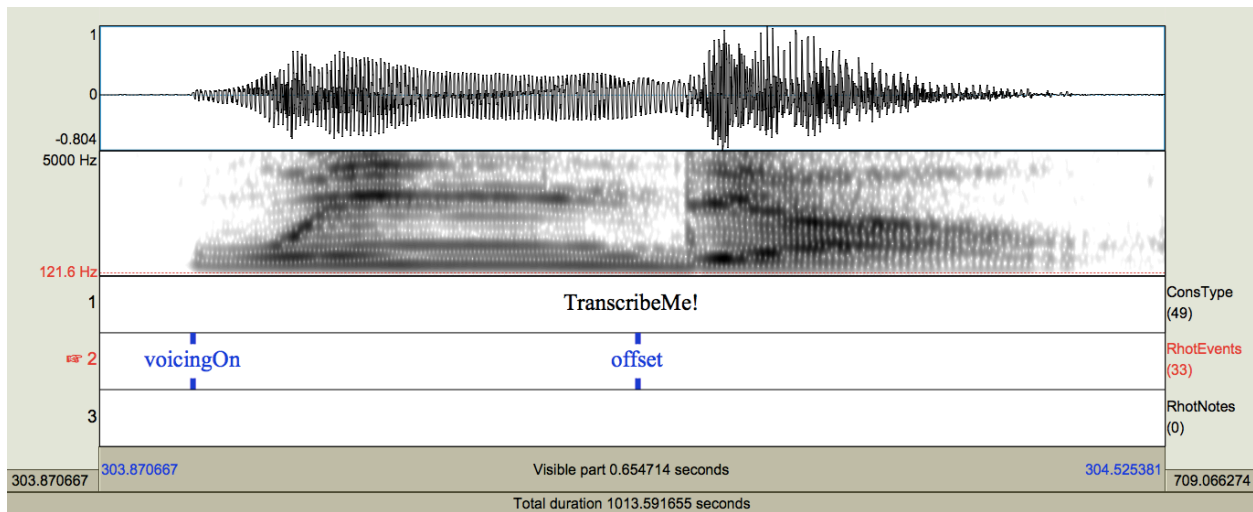 1
0
-0.804
5000 Hz
121.6 Hz
1 TranscribeMe! ConsType (49)
☞ 2 voicingOn offset RhotEvents (33)
3 RhotNotes (0)
303.870667 303.870667 Visible part 0.654714 seconds 304.525381 709.066274
Total duration 1013.591655 seconds